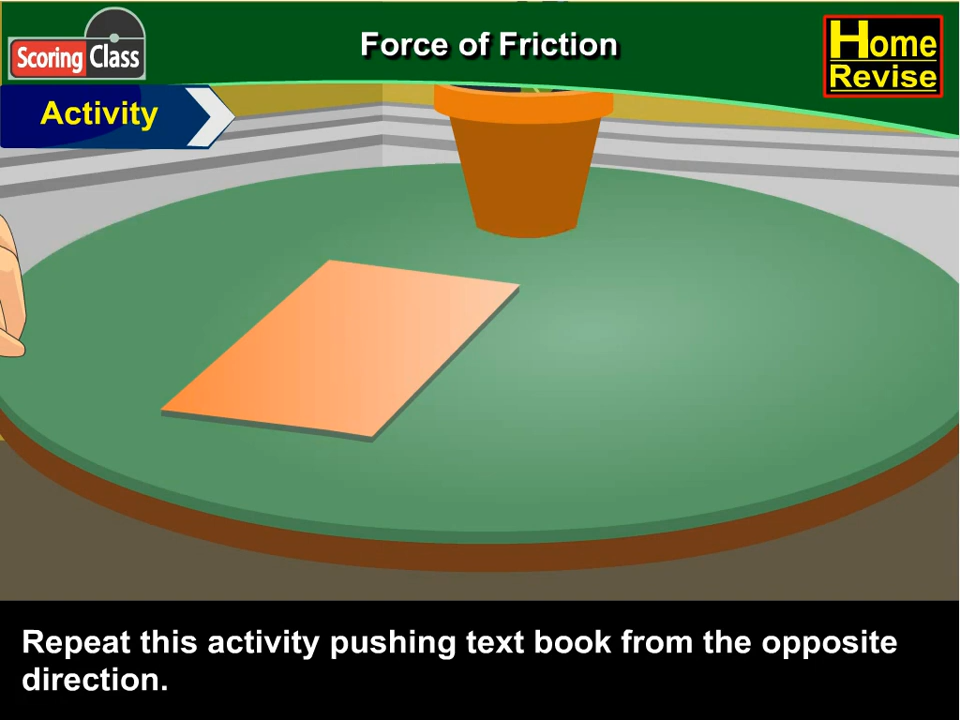 Scoring Class
Force of Friction
Home
Revise
Activity
Repeat this activity pushing text book from the opposite
direction.